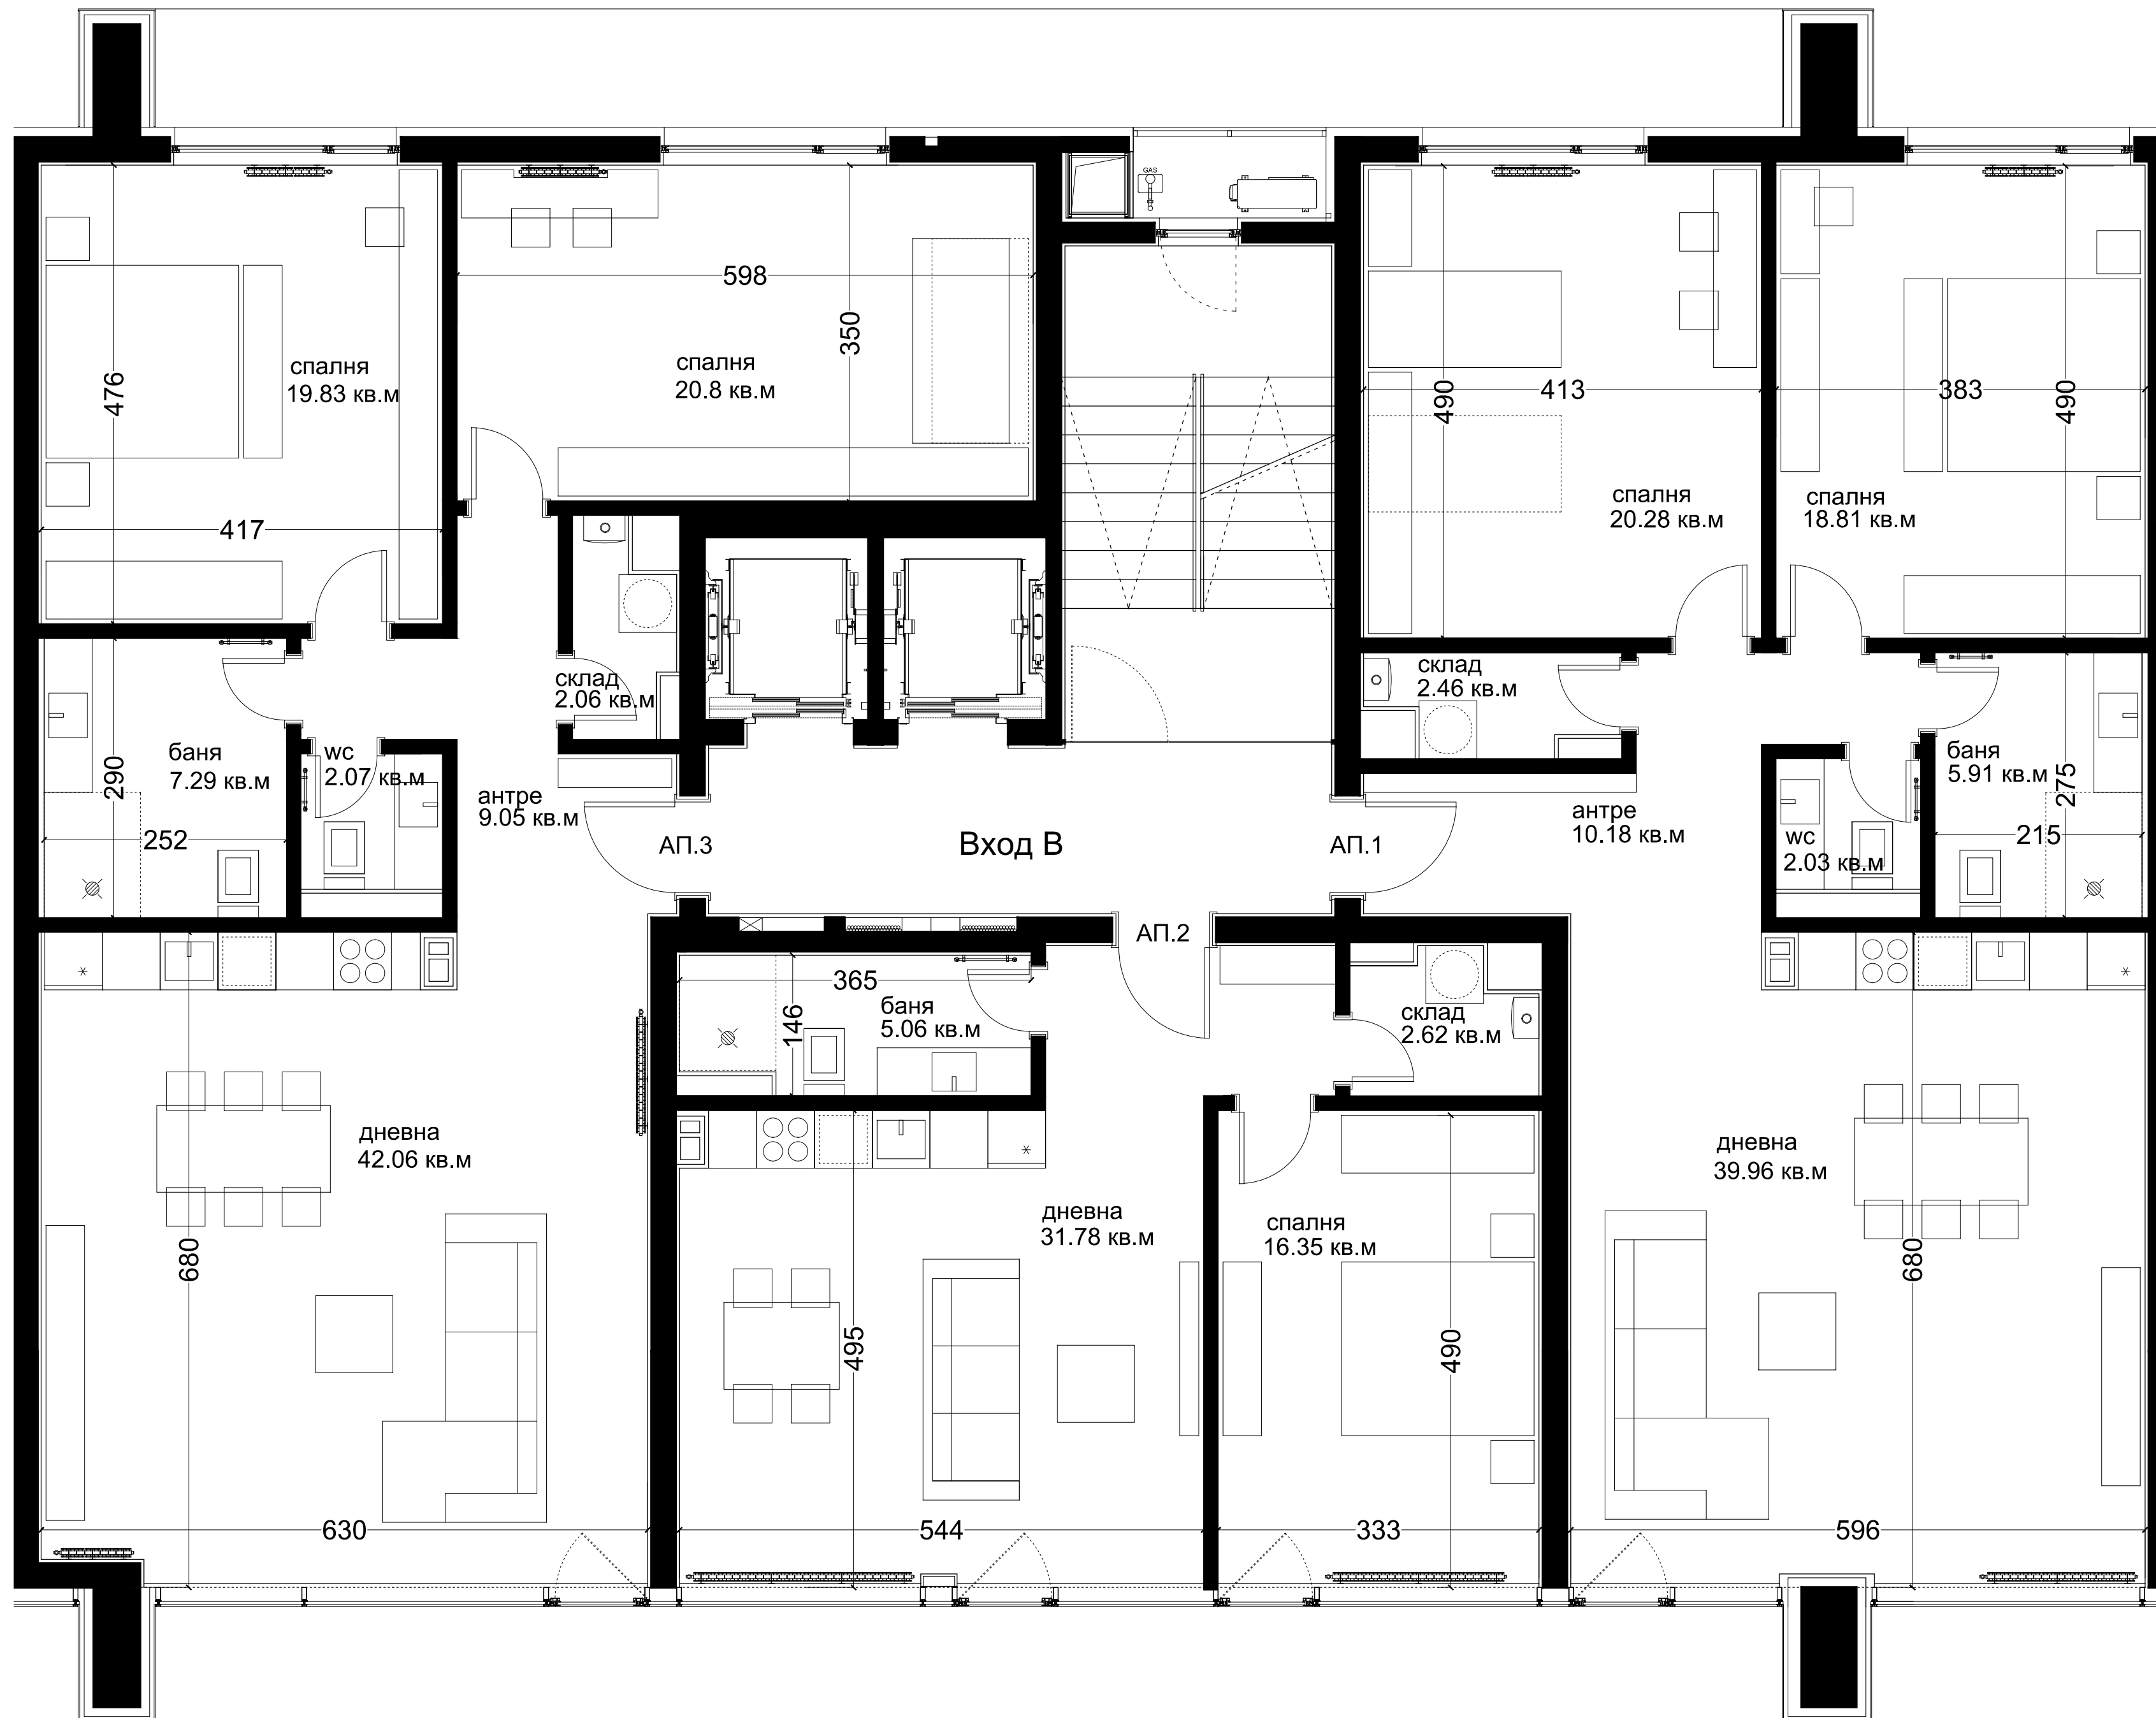 GAS
598
350
476
спалня
19.83 кв.м
спалня
20.8 кв.м
490
413
383
490
417
спалня
20.28 кв.м
спалня
18.81 кв.м
склад
2.06 кв.м
склад
2.46 кв.м
баня
7.29 кв.м
wc
2.07 кв.м
290
252
антре
9.05 кв.м
АП.3
Вход В
АП.1
антре
10.18 кв.м
баня
5.91 кв.м
275
215
wc
2.03 кв.м
АП.2
365
146
баня
5.06 кв.м
склад
2.62 кв.м
дневна
42.06 кв.м
дневна
39.96 кв.м
дневна
31.78 кв.м
спалня
16.35 кв.м
680
495
490
680
630
544
333
596